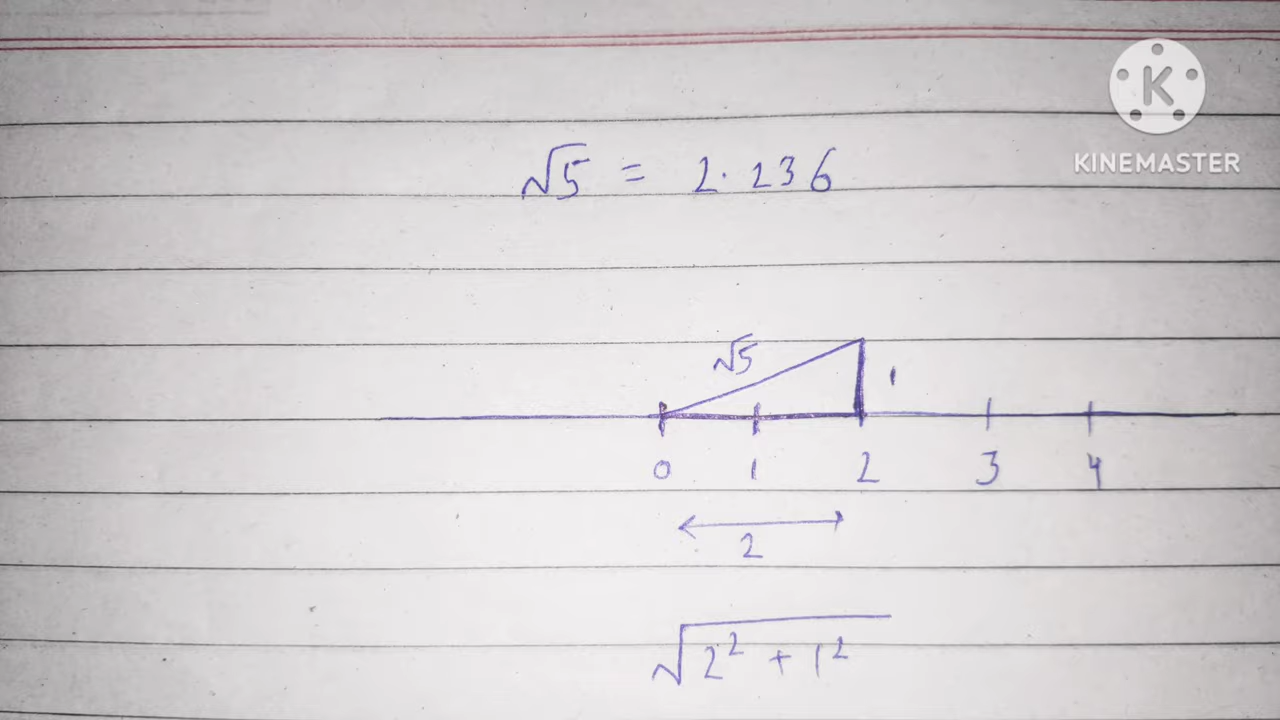 K
KINEMASTER
√5 = 2.236
√5
1
0 1 2 3 4
2
√2² + 1²